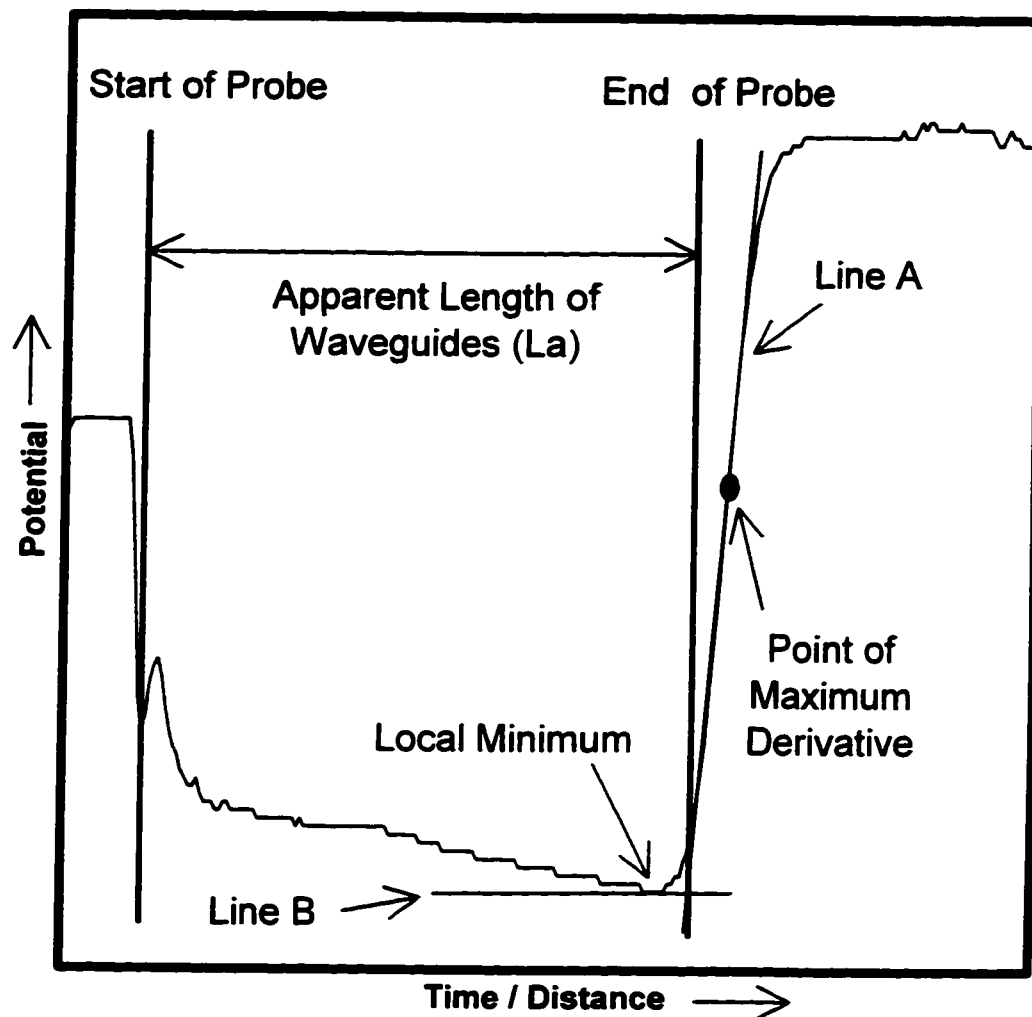 Start of Probe
End of Probe
Apparent Length of
Waveguides (La)
Line A
Potential
Point of
Maximum
Derivative
Local Minimum
Line B
Time / Distance